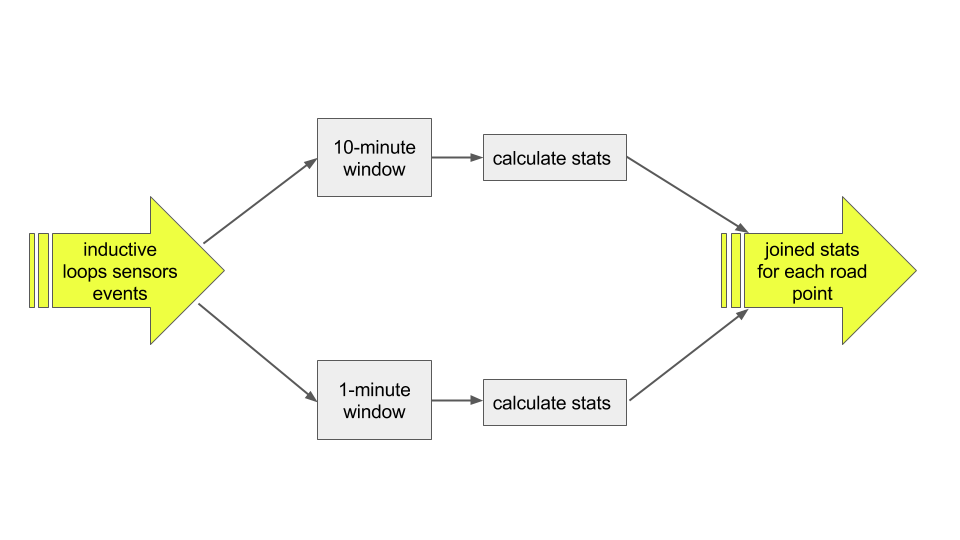 inductive
loops sensors
events
10-minute
window
calculate stats
1-minute
window
calculate stats
joined stats
for each road
point